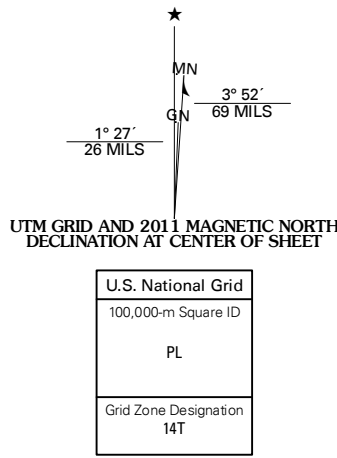 ★
MN
3° 52´
69 MILS
GN
1° 27´
26 MILS
UTM GRID AND 2011 MAGNETIC NORTH
DECLINATION AT CENTER OF SHEET
U.S. National Grid
100,000-m Square ID
PL
Grid Zone Designation
14T